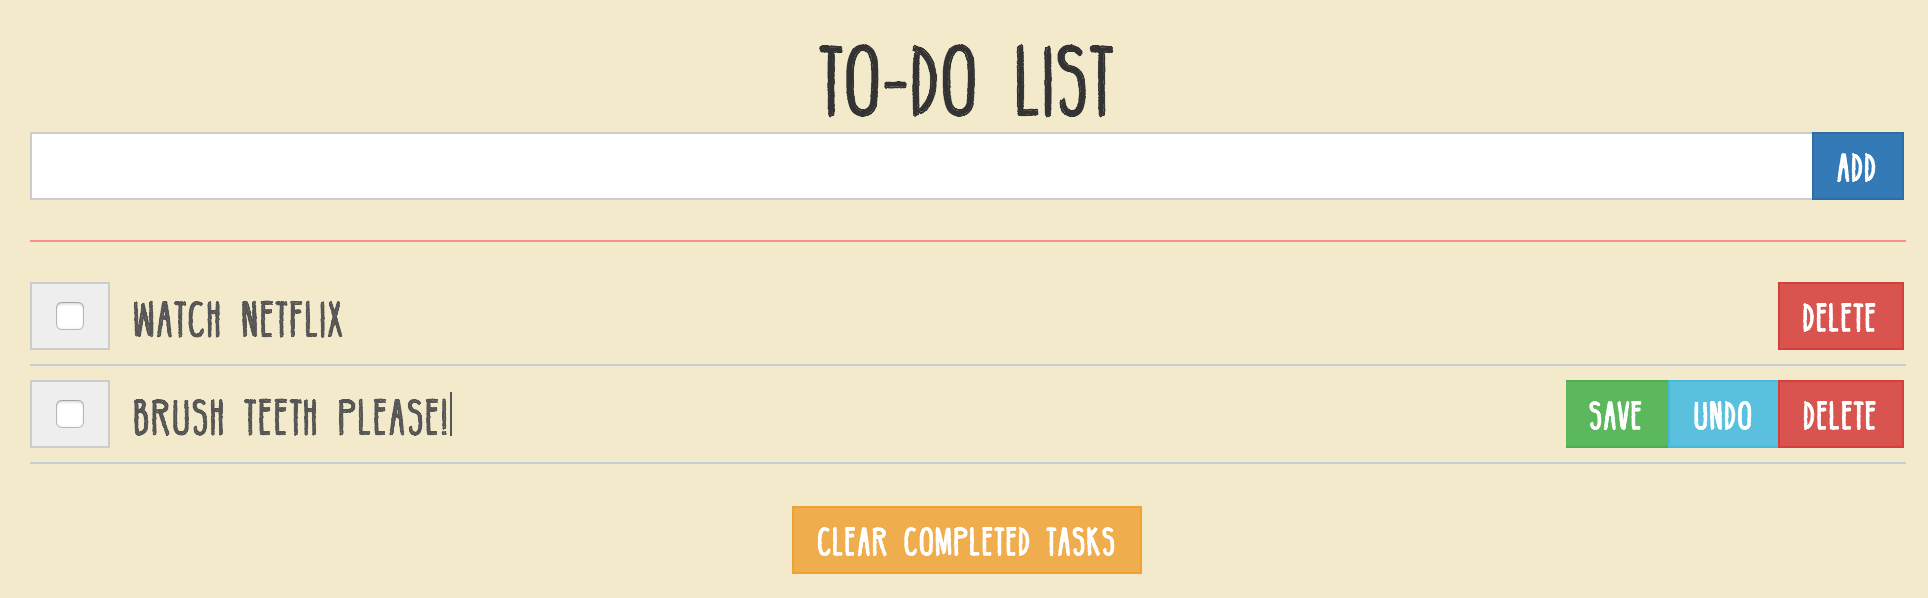 TO-DO LIST
ADD
WATCH NETFLIX DELETE
BRUSH TEETH PLEASE! SAVE UNDO DELETE
CLEAR COMPLETED TASKS